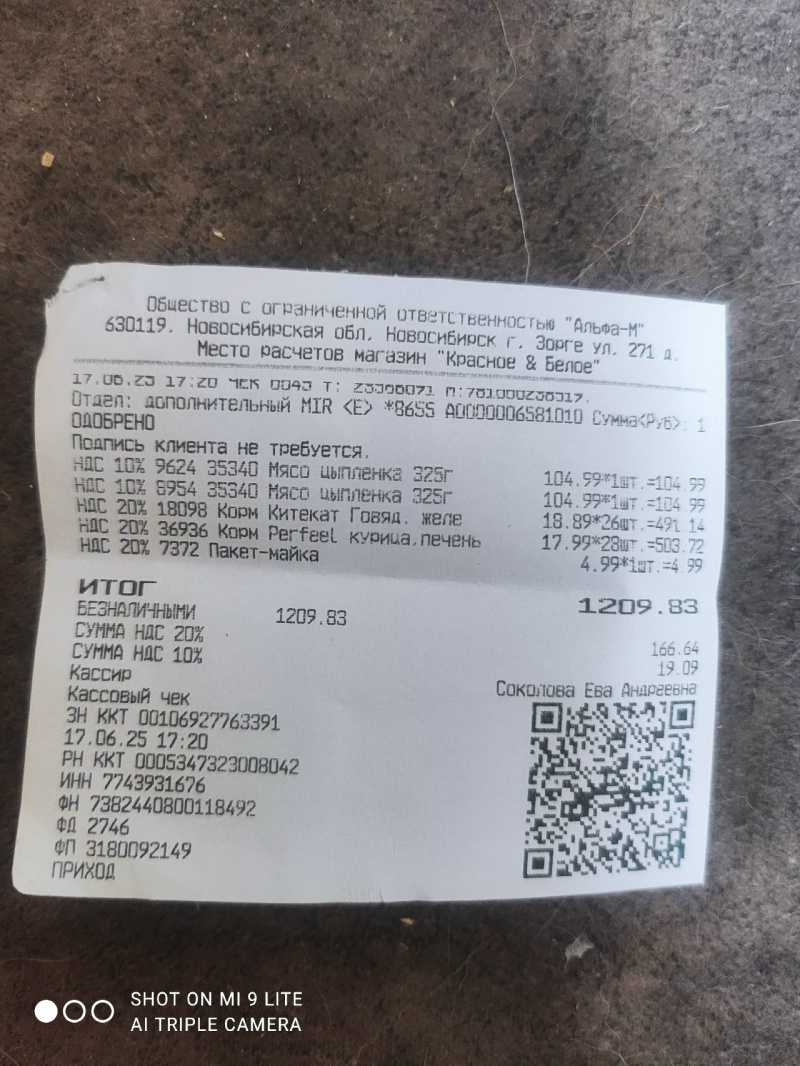 Общество с ограниченной ответственностью "Альфа-М"
630119. Новосибирская обл, Новосибирск г. Зорге ул, 271 д.
Место расчетов магазин "Красное & Белое"
17.06.25 17:20 ЧЕК 0045 Т:
Отдел: дополнительный MIR <E> *8655 A0000006581010 Сумма<Руб>: 1
ОДОБРЕНО
Подпись клиента не требуется.
НДС 10% 9624 35340 Мясо цыпленка 325г 104.99*1шт.=104.99
НДС 10% 8954 35340 Мясо цыпленка 325г 104.99*1шт.=104.99
НДС 20% 18098 Корм Китекат Говяд. желе 18.89*26шт.=491.14
НДС 20% 36936 Корм Perfeel курица,печень 17.99*28шт.=503.72
НДС 20% 7372 Пакет-майка 4.99*1шт.=4.99
ИТОГ 1209.83
БЕЗНАЛИЧНЫМИ 1209.83
СУММА НДС 20% 166.64
СУММА НДС 10% 19.09
Кассир Соколова Ева Андреевна
Кассовый чек
ЗН ККТ 00106927763391
17.06.25 17:20
РН ККТ 0005347323008042
ИНН 7743931676
ФН 7382440800118492
ФД 2746
ФП 3180092149
ПРИХОД
SHOT ON MI 9 LITE
AI TRIPLE CAMERA